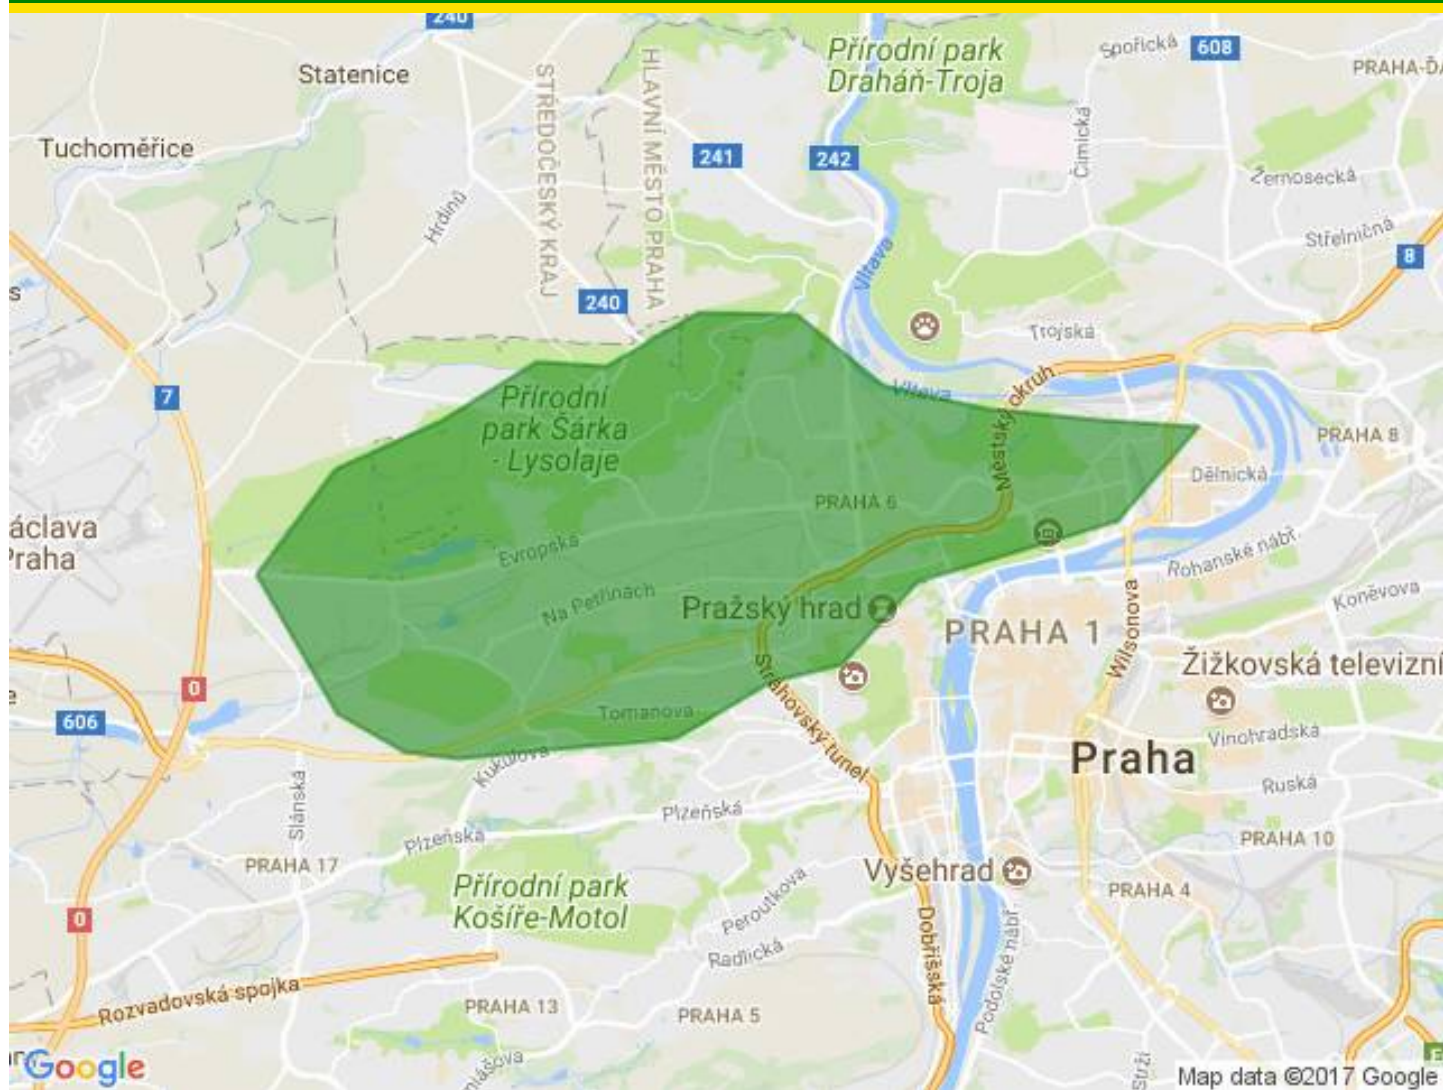 240
Přírodní park
Draháň-Troja
Spořická
608
PRAHA-ĎÁ
Statenice
STŘEDOČESKÝ KRAJ
HLAVNÍ MĚSTO PRAHA
Tuchoměřice
241
242
Čimická
Žernosecká
Hrdinů
Střelničná
8
Vltava
240
Trojská
7
Přírodní
park Šárka
- Lysolaje
Vltava
Městský okruh
PRAHA 8
Dělnická
PRAHA 6
áclava
Praha
Evropská
Rohanské nábř.
Na Petřinách
Koněvova
Pražský hrad
PRAHA 1
Wilsonova
Žižkovská televizní
0
606
Strahovský tunel
Tomanova
Vinohradská
Kukulova
Praha
Ruská
Slánská
Plzeňská
Plzeňská
PRAHA 10
PRAHA 17
Vyšehrad
PRAHA 4
Přírodní park
Košíře-Motol
Peroutkova
0
Radlická
Dobříšská
Podolské nábř.
Rozvadovská spojka
PRAHA 13
PRAHA 5
Google
Map data ©2017 Google